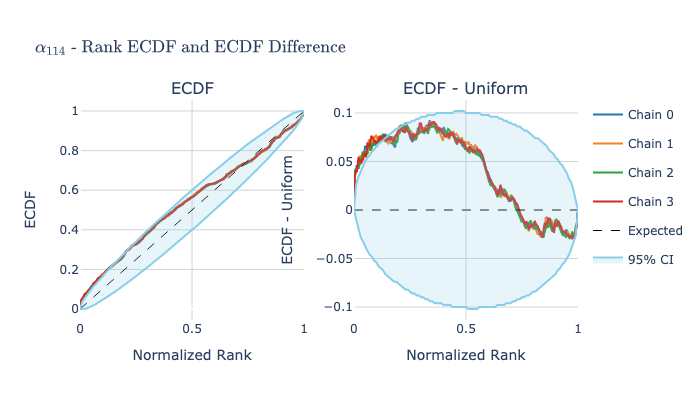 α₁₁₄ - Rank ECDF and ECDF Difference
ECDF
ECDF - Uniform
1
0.8
0.6
0.4
0.2
0
0
0.5
1
ECDF
Normalized Rank
0.1
0.05
0
−0.05
−0.1
0
0.5
1
ECDF - Uniform
Normalized Rank
Chain 0
Chain 1
Chain 2
Chain 3
Expected
95% CI